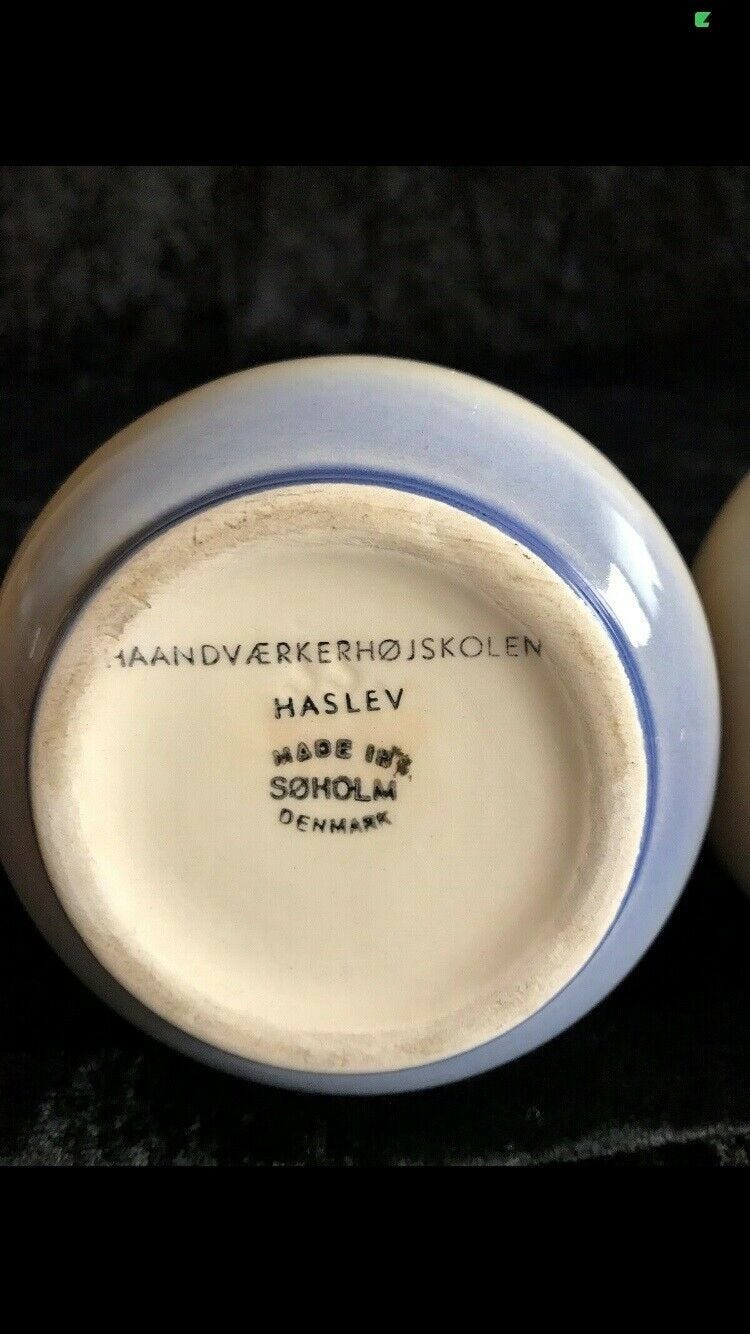 HAANDVÆRKERHØJSKOLEN
HASLEV
MADE IN
SØHOLM
DENMARK